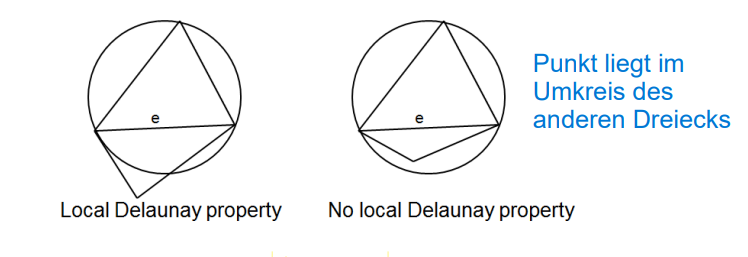 e
e
Punkt liegt im
Umkreis des
anderen Dreiecks
Local Delaunay property
No local Delaunay property